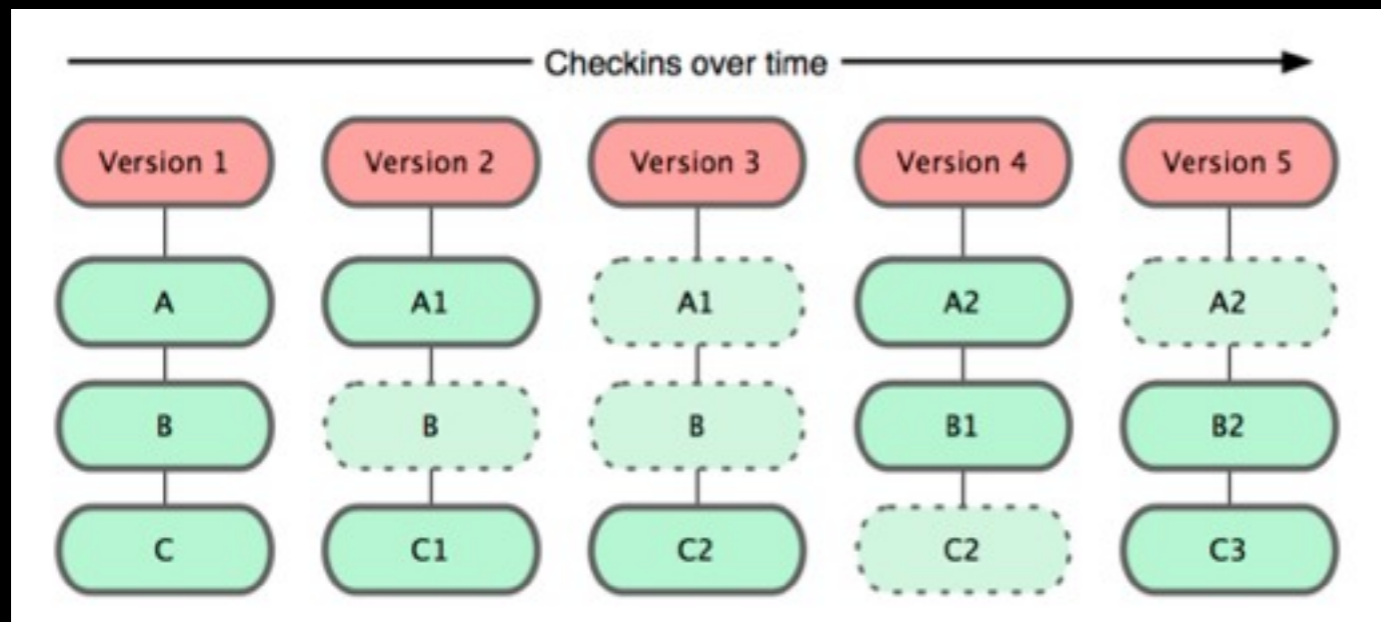 Checkins over time
Version 1 Version 2 Version 3 Version 4 Version 5
A A1 A1 A2 A2
B B B B1 B2
C C1 C2 C2 C3